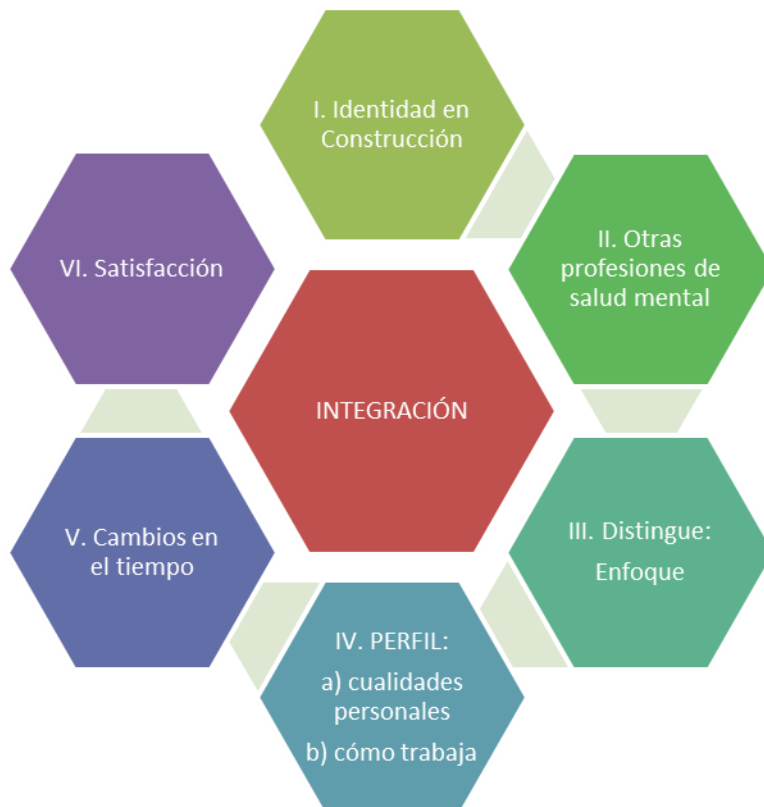 I. Identidad en
Construcción
II. Otras
profesiones de
salud mental
III. Distingue:
Enfoque
IV. PERFIL:
a) cualidades
personales
b) cómo trabaja
V. Cambios en
el tiempo
VI. Satisfacción
INTEGRACIÓN